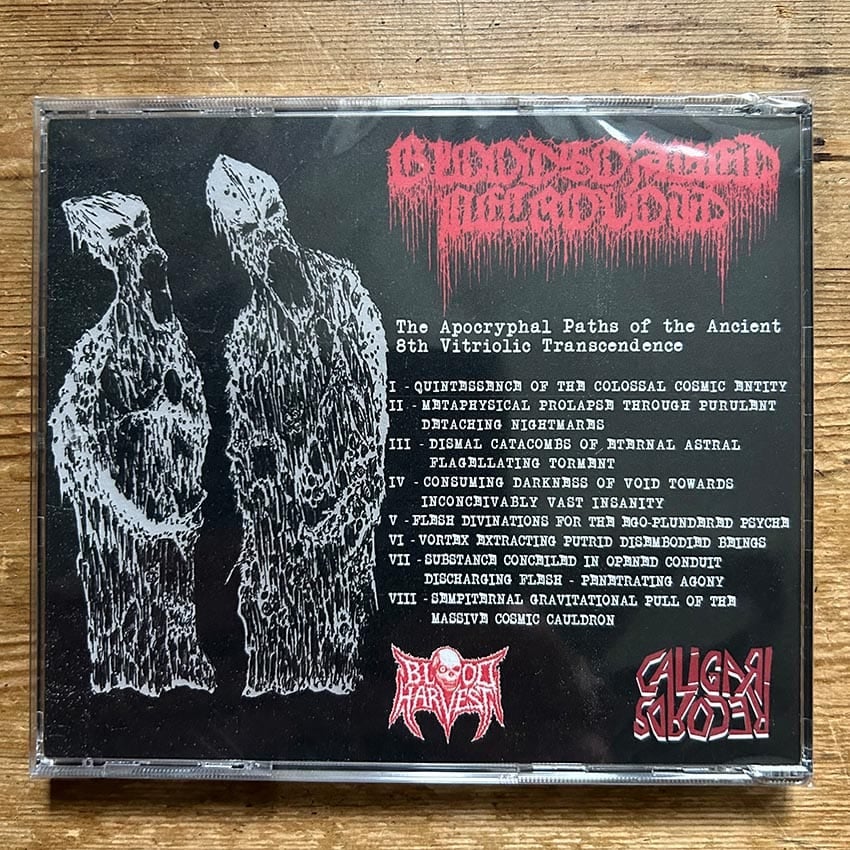 BLOODSOAKED
NECROVOID
The Apocryphal Paths of the Ancient
8th Vitriolic Transcendence
I - QUINTESSENCE OF THE COLOSSAL COSMIC ENTITY
II - METAPHYSICAL PROLAPSE THROUGH PURULENT
DETACHING NIGHTMARES
III - DISMAL CATACOMBS OF ETERNAL ASTRAL
FLAGELLATING TORMENT
IV - CONSUMING DARKNESS OF VOID TOWARDS
INCONCEIVABLY VAST INSANITY
V - FLESH DIVINATIONS FOR THE EGO-PLUNDERED PSYCHE
VI - VORTEX EXTRACTING PUTRID DISEMBODIED BEINGS
VII - SUBSTANCE CONCEILED IN OPENED CONDUIT
DISCHARGING FLESH - PENETRATING AGONY
VIII - SEMPITERNAL GRAVITATIONAL PULL OF THE
MASSIVE COSMIC CAULDRON
BLOOD
HARVEST
CALIGARI
RECORDS